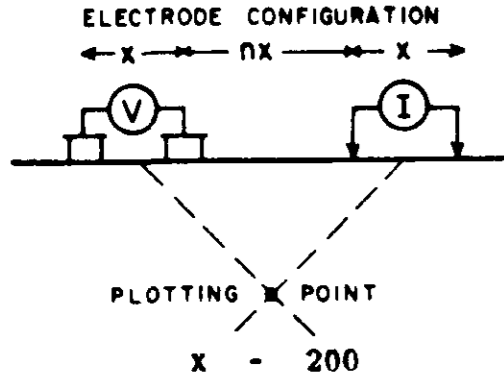 ELECTRODE CONFIGURATION
x nx x
V I
PLOTTING POINT
x - 200